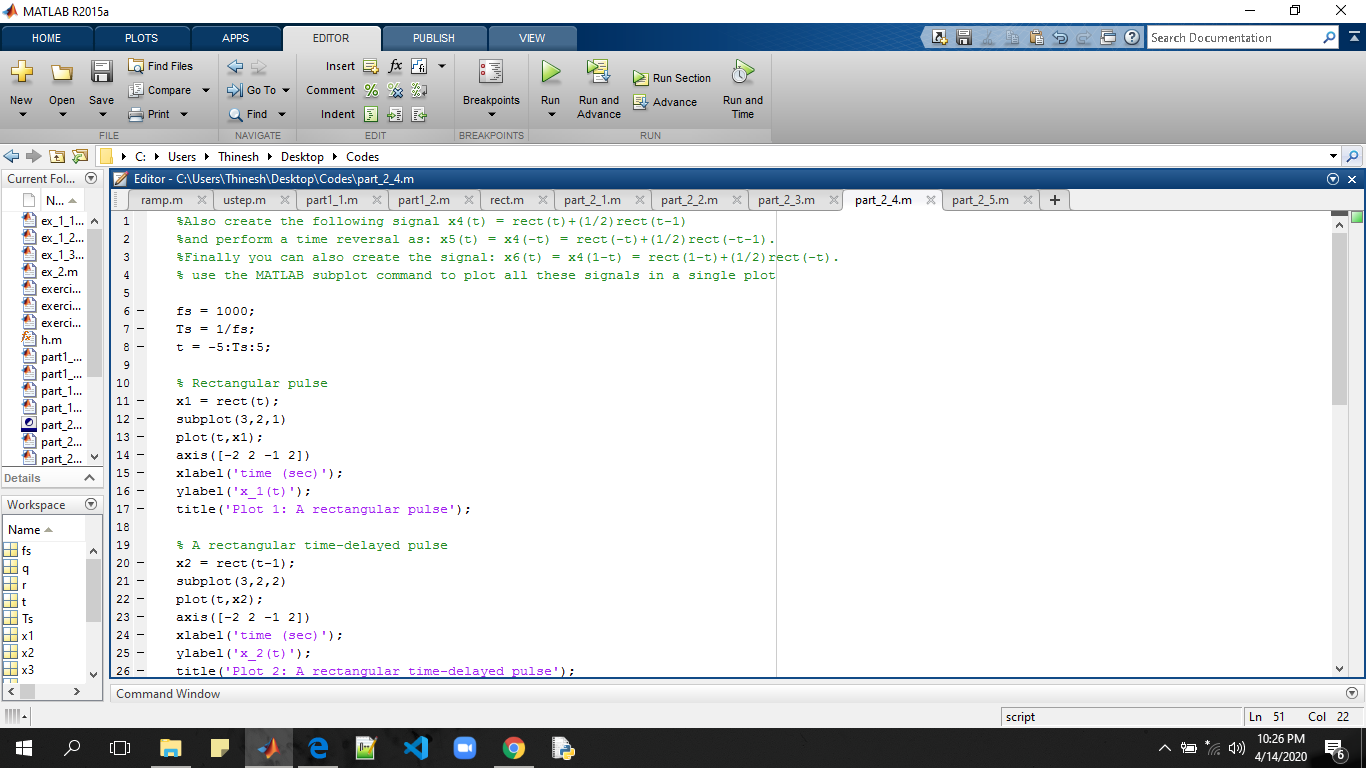 MATLAB R2015a
HOME PLOTS APPS EDITOR PUBLISH VIEW
Search Documentation
New
Open
Save
Find Files
Compare
Print
FILE
Go To
Find
NAVIGATE
Insert
Comment
Indent
fx
EDIT
Breakpoints
BREAKPOINTS
Run
Run and Advance
Run Section
Advance
Run and Time
RUN
C: Users Thinesh Desktop Codes
Current Fol...
N...
ex_1_1...
ex_1_2...
ex_1_3...
ex_2.m
exerci...
exerci...
exerci...
h.m
part1_...
part1_...
part_1...
part_1...
part_2...
part_2...
part_2...
Details
Workspace
Name
fs
q
r
t
Ts
x1
x2
x3
Editor - C:\Users\Thinesh\Desktop\Codes\part_2_4.m
ramp.m ustep.m part1_1.m part1_2.m rect.m part_2_1.m part_2_2.m part_2_3.m part_2_4.m part_2_5.m
1 %Also create the following signal x4(t) = rect(t)+(1/2)rect(t-1)
2 %and perform a time reversal as: x5(t) = x4(-t) = rect(-t)+(1/2)rect(-t-1).
3 %Finally you can also create the signal: x6(t) = x4(1-t) = rect(1-t)+(1/2)rect(-t).
4 % use the MATLAB subplot command to plot all these signals in a single plot
5
6 - fs = 1000;
7 - Ts = 1/fs;
8 - t = -5:Ts:5;
9
10 % Rectangular pulse
11 - x1 = rect(t);
12 - subplot(3,2,1)
13 - plot(t,x1);
14 - axis([-2 2 -1 2])
15 - xlabel('time (sec)');
16 - ylabel('x_1(t)');
17 - title('Plot 1: A rectangular pulse');
18
19 % A rectangular time-delayed pulse
20 - x2 = rect(t-1);
21 - subplot(3,2,2)
22 - plot(t,x2);
23 - axis([-2 2 -1 2])
24 - xlabel('time (sec)');
25 - ylabel('x_2(t)');
26 - title('Plot 2: A rectangular time-delayed pulse');
Command Window
script
Ln 51 Col 22
10:26 PM
4/14/2020
6